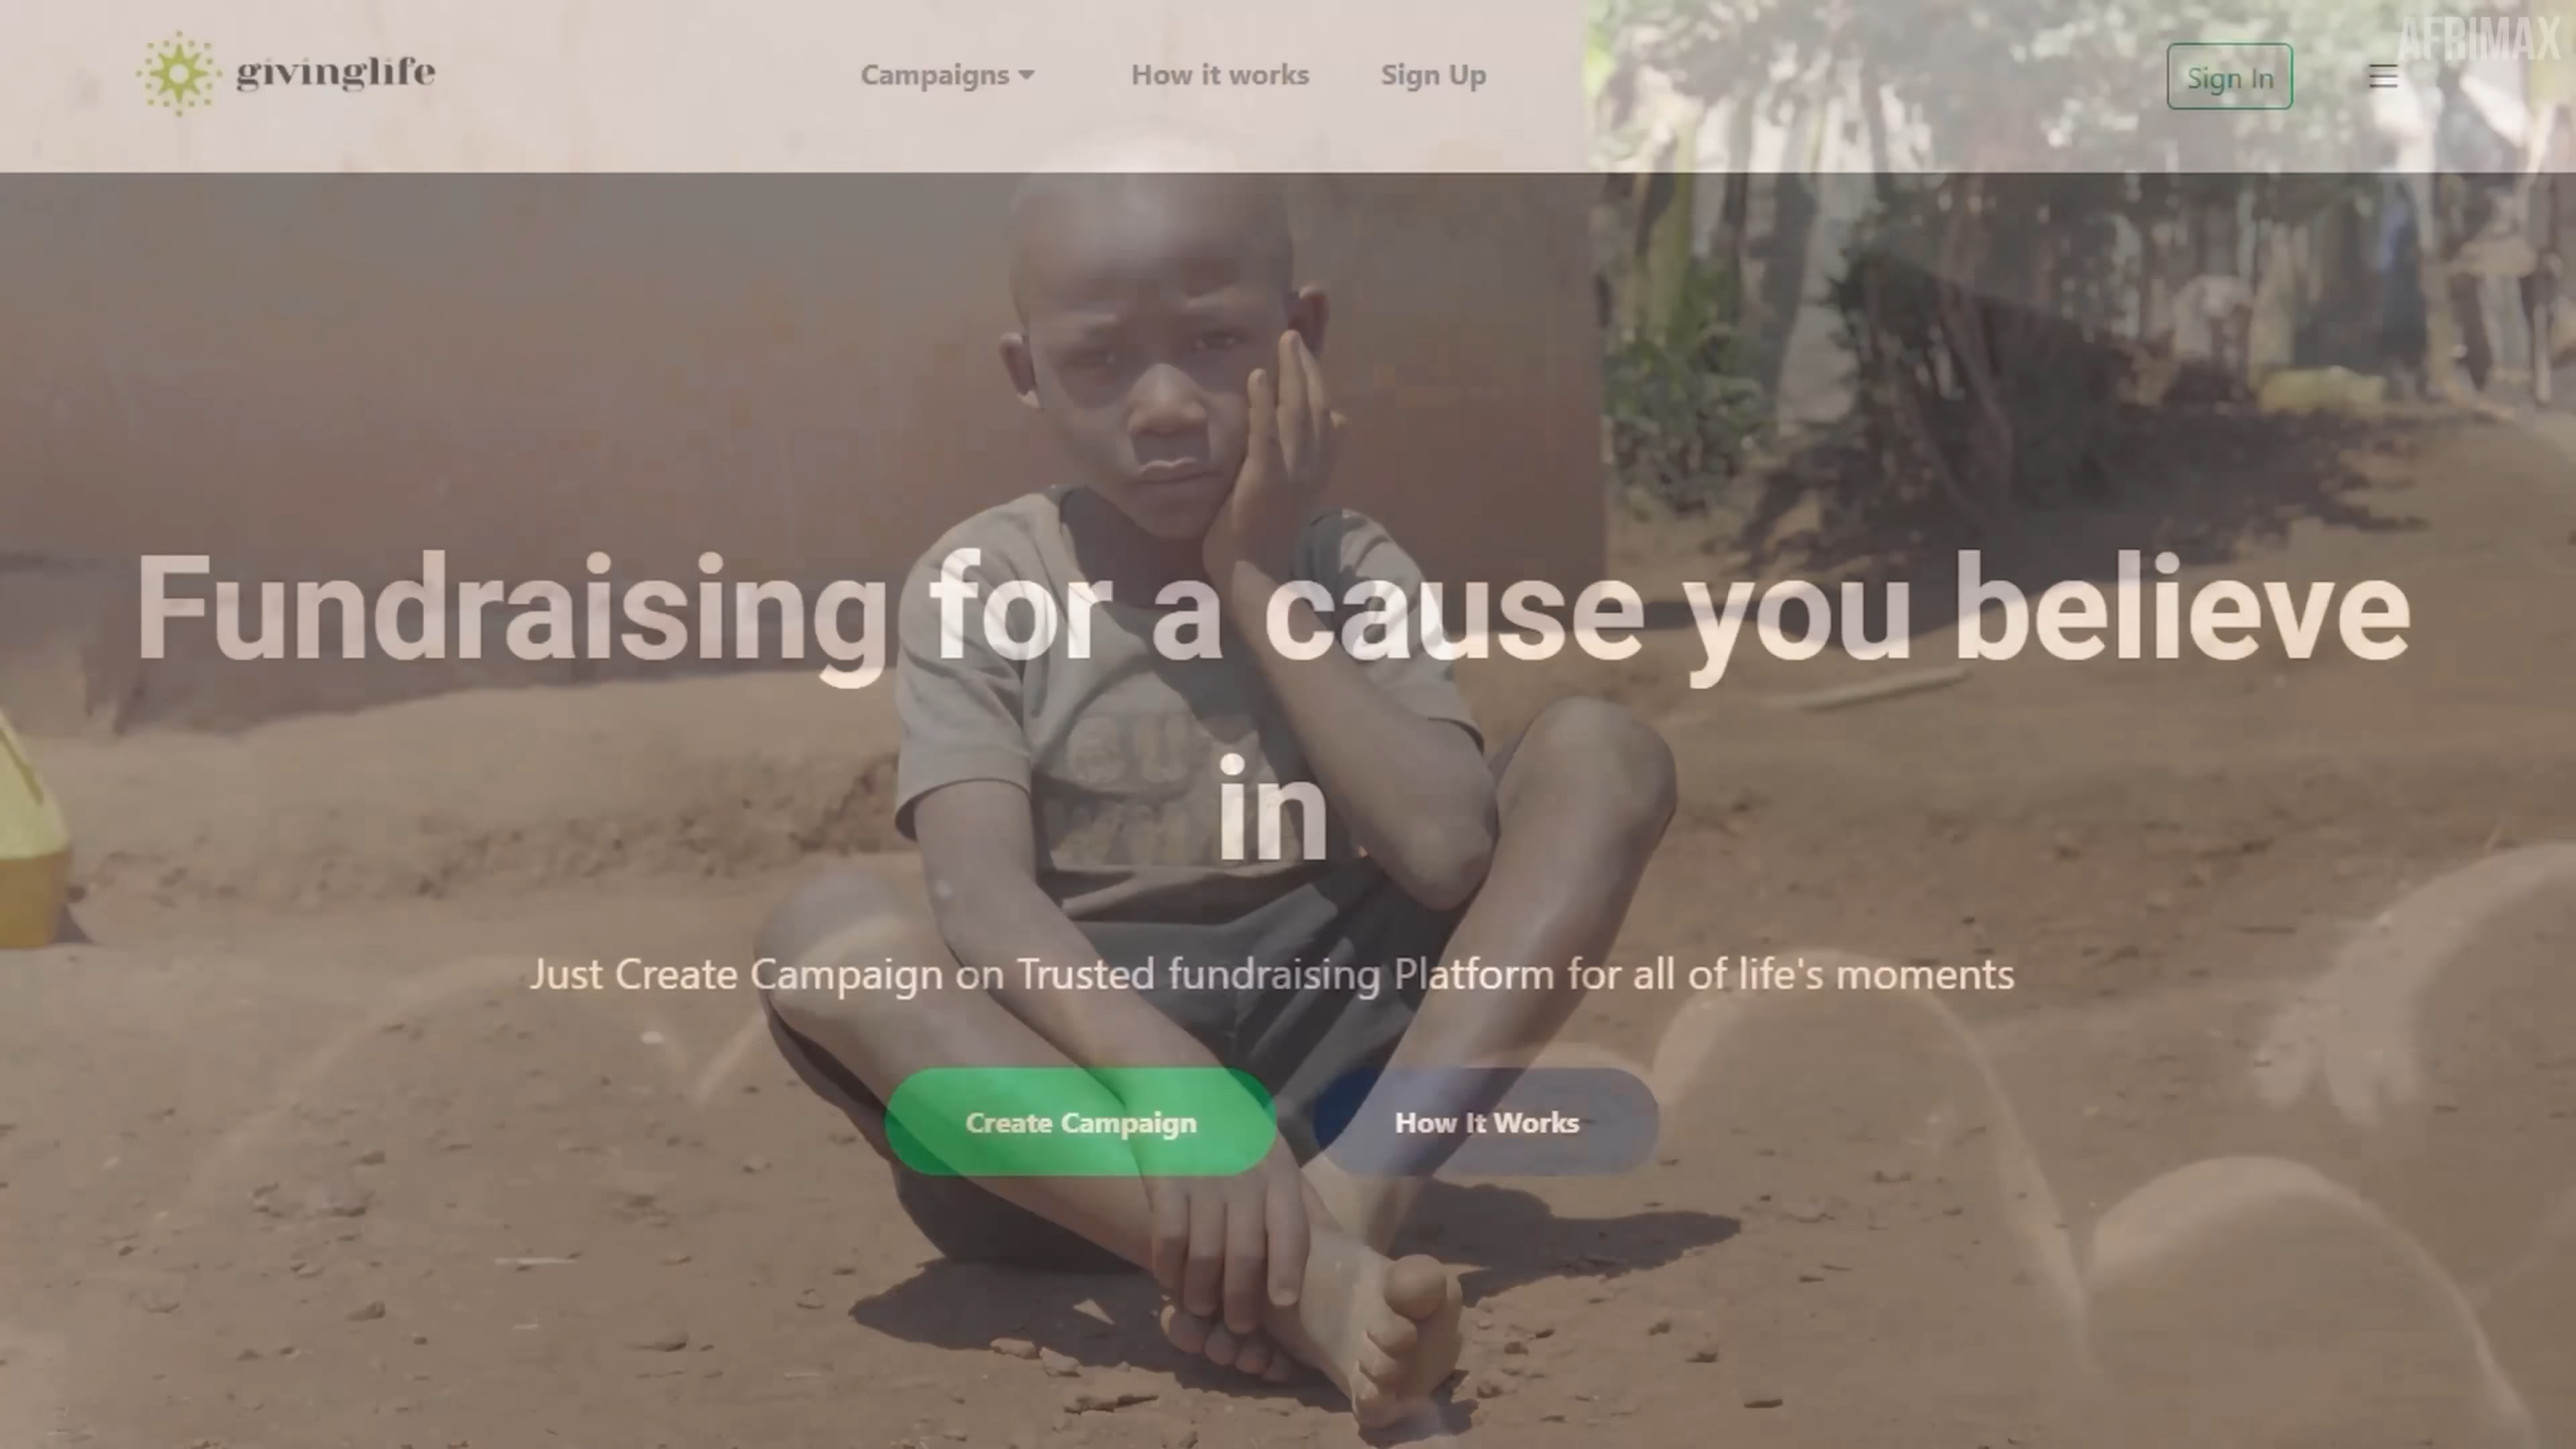 AFRIMAX
givinglife
Campaigns
How it works
Sign Up
Sign In
Fundraising for a cause you believe
in
Just Create Campaign on Trusted fundraising Platform for all of life's moments
Create Campaign
How It Works